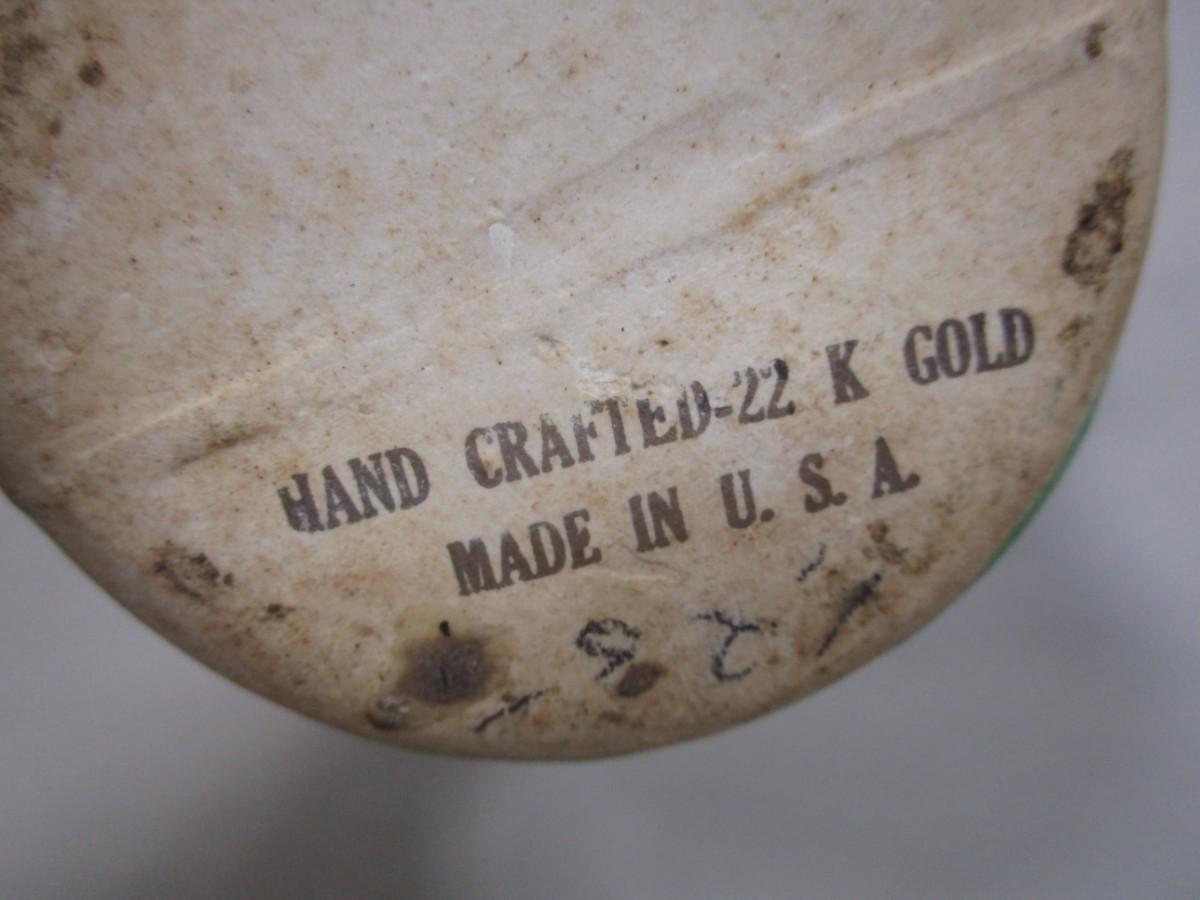 HAND CRAFTED-22 K GOLD
MADE IN U. S. A.